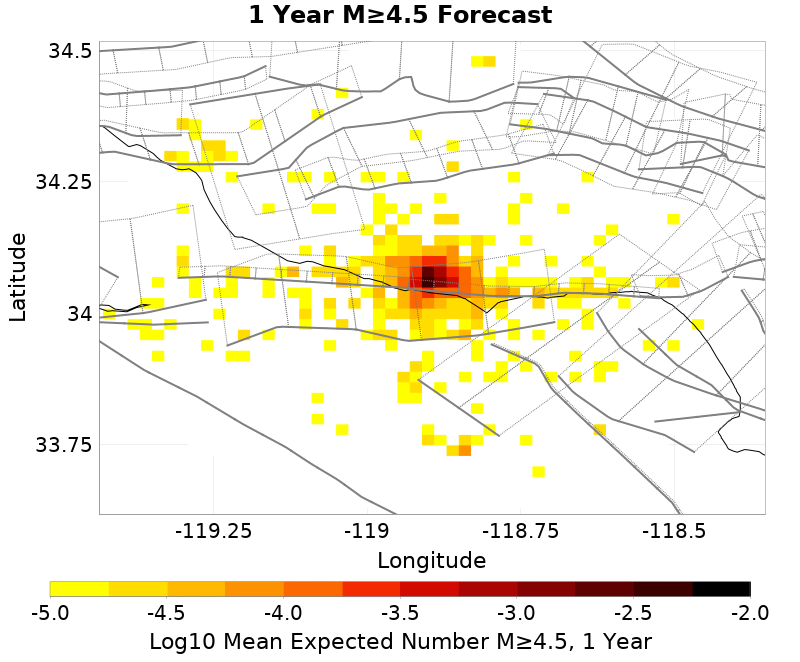 1 Year M≥4.5 Forecast
34.5
34.25
34
33.75
Latitude
-119.25 -119 -118.75 -118.5
Longitude
-5.0 -4.5 -4.0 -3.5 -3.0 -2.5 -2.0
Log10 Mean Expected Number M≥4.5, 1 Year